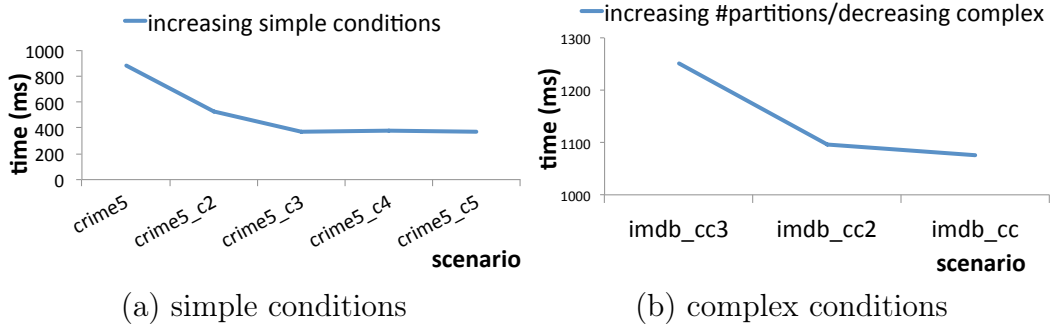 increasing simple conditions
1000
800
600
400
200
0
time (ms)
crime5
crime5_c2
crime5_c3
crime5_c4
crime5_c5
scenario
(a) simple conditions
increasing #partitions/decreasing complex
1300
1200
1100
1000
time (ms)
imdb_cc3
imdb_cc2
imdb_cc
scenario
(b) complex conditions